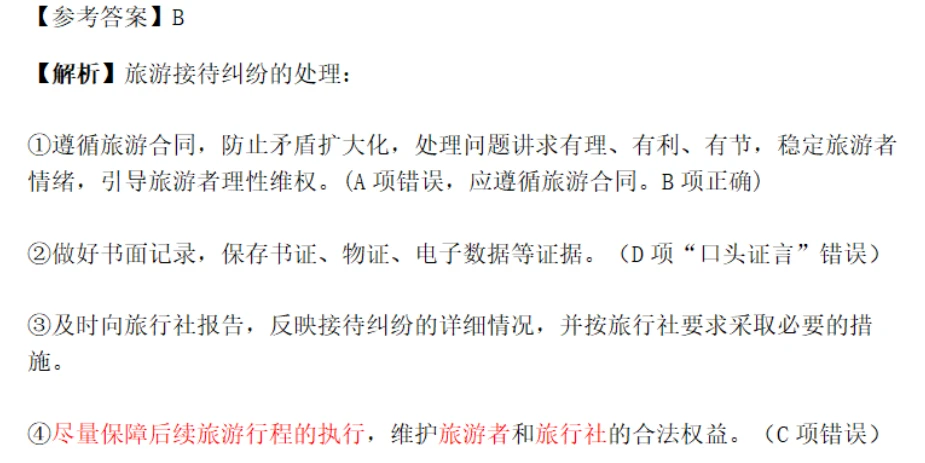 【参考答案】B
【解析】旅游接待纠纷的处理：
①遵循旅游合同，防止矛盾扩大化，处理问题讲求有理、有利、有节，稳定旅游者
情绪，引导旅游者理性维权。(A 项错误，应遵循旅游合同。B 项正确)
②做好书面记录，保存书证、物证、电子数据等证据。（D 项“口头证言”错误）
③及时向旅行社报告，反映接待纠纷的详细情况，并按旅行社要求采取必要的措
施。
④尽量保障后续旅游行程的执行，维护旅游者和旅行社的合法权益。（C 项错误）